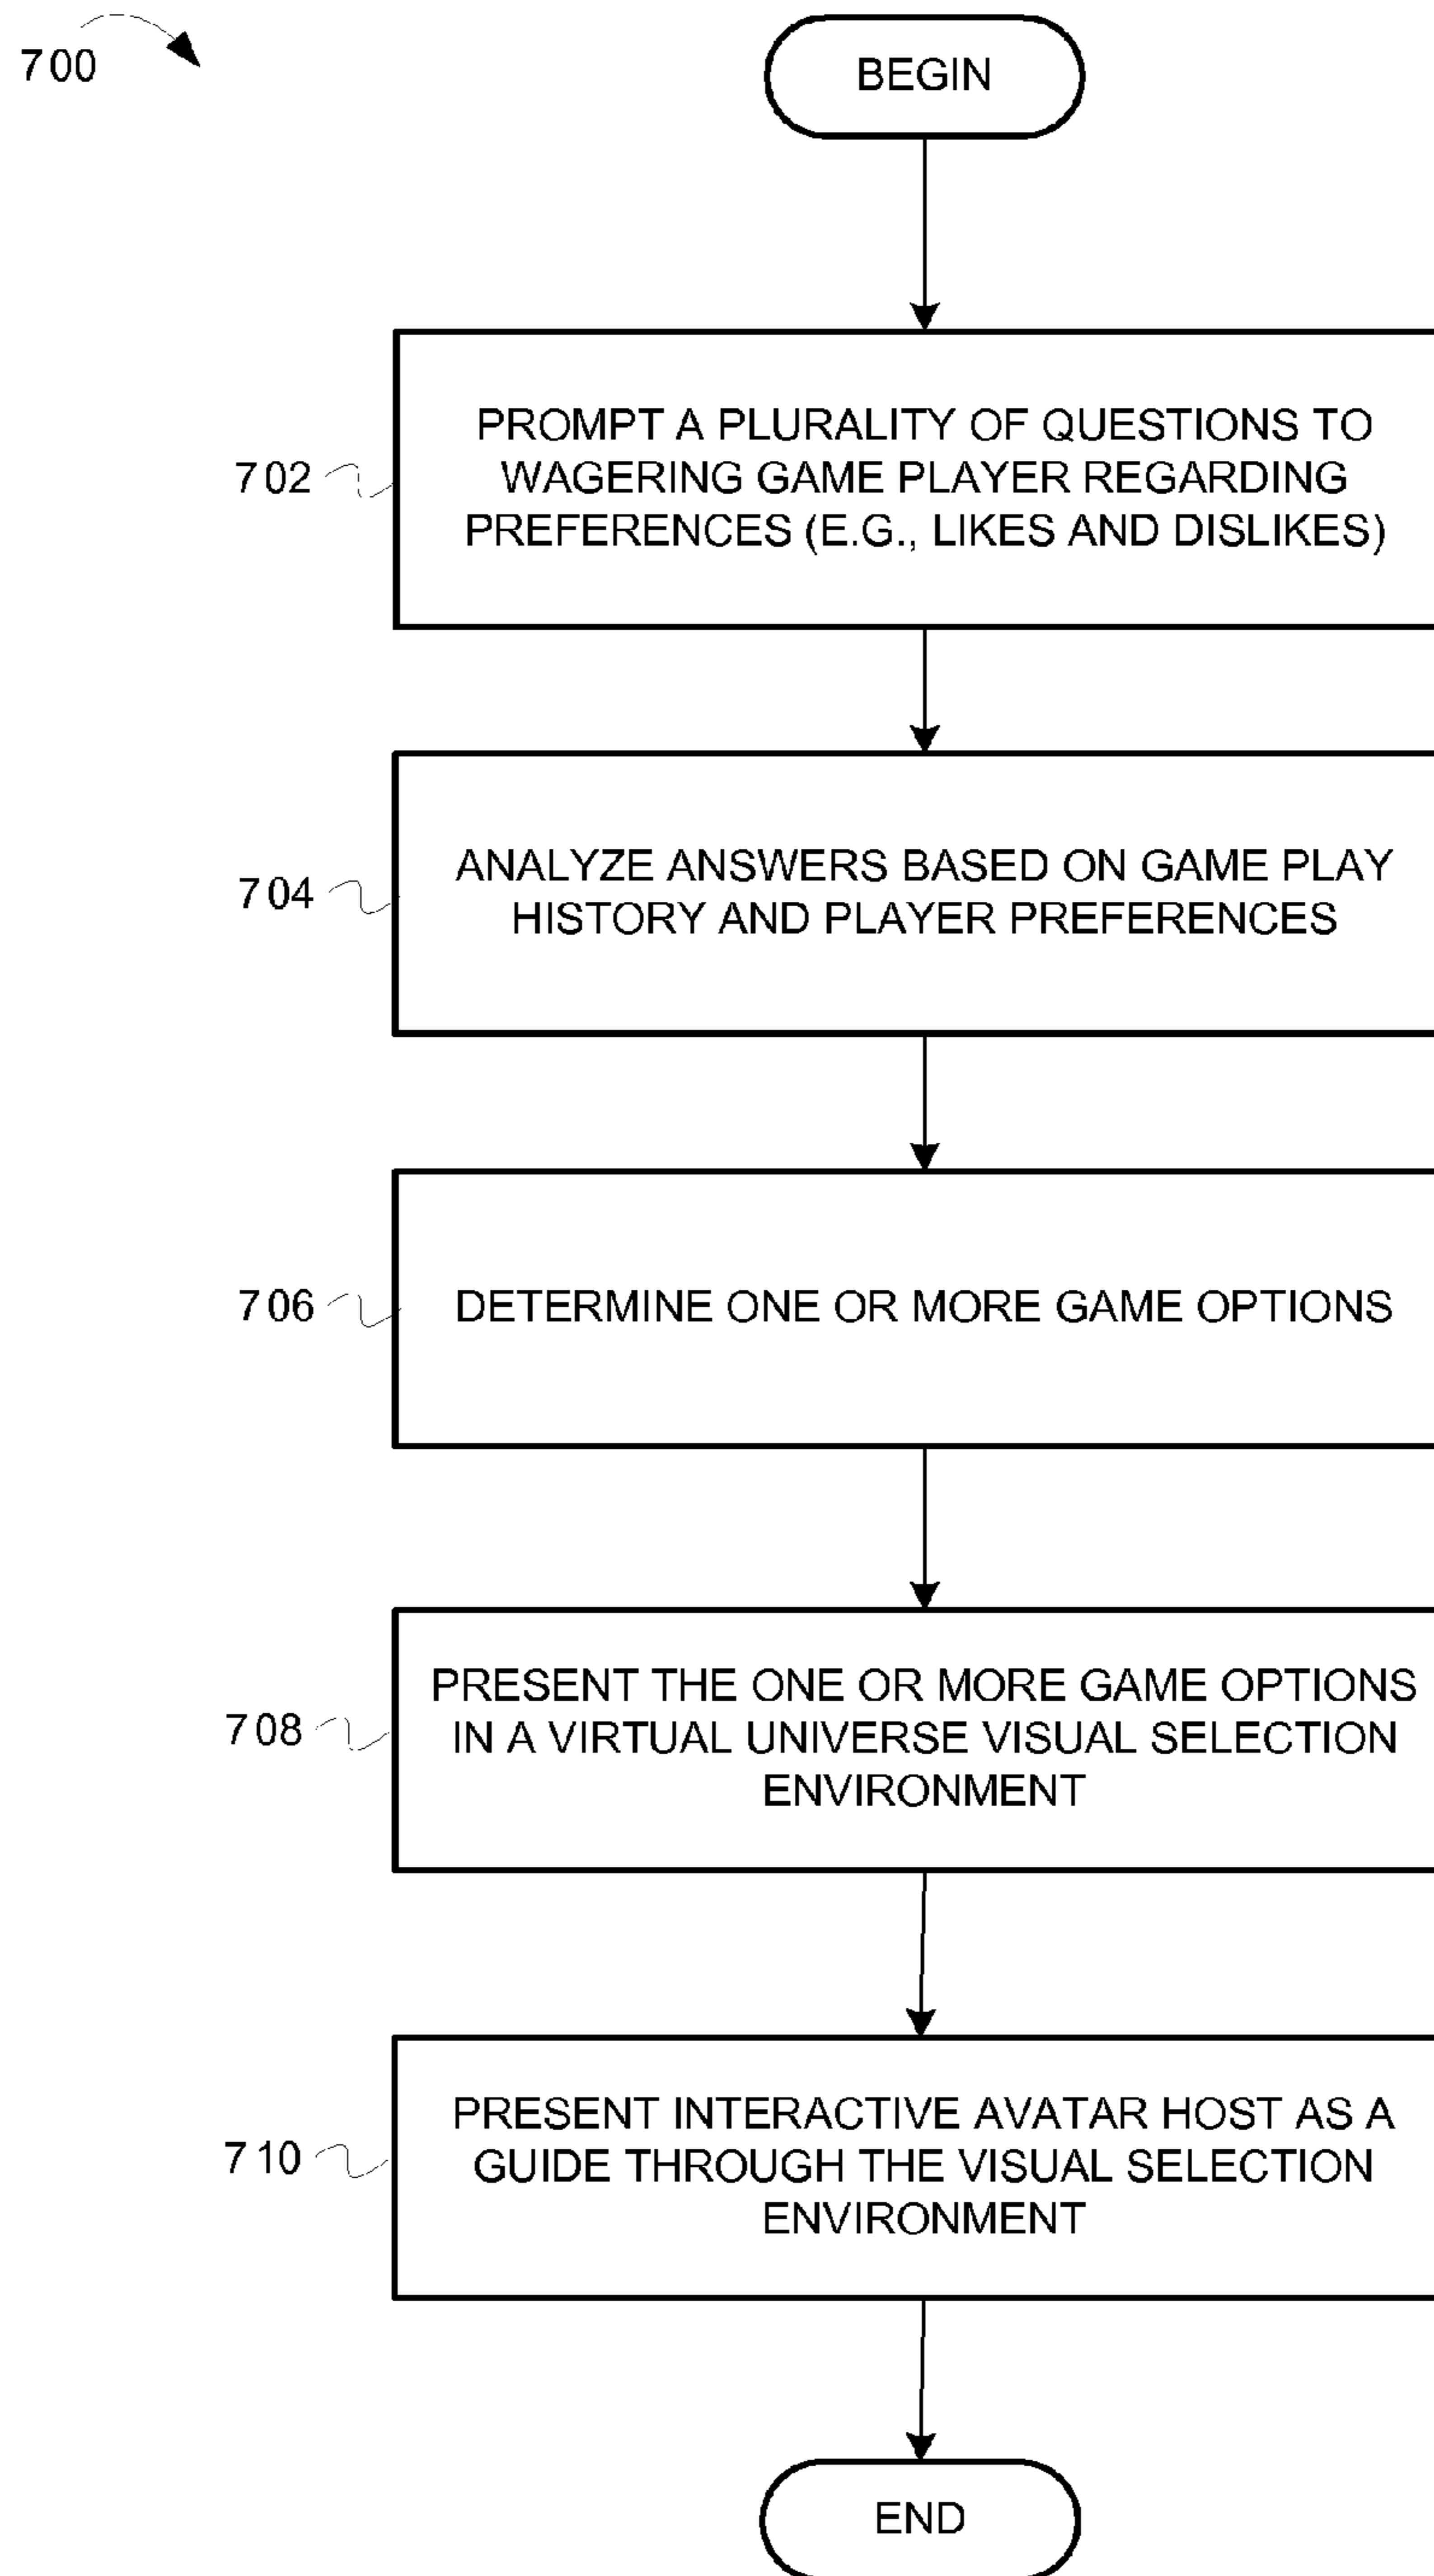 700
BEGIN
702
PROMPT A PLURALITY OF QUESTIONS TO
WAGERING GAME PLAYER REGARDING
PREFERENCES (E.G., LIKES AND DISLIKES)
704
ANALYZE ANSWERS BASED ON GAME PLAY
HISTORY AND PLAYER PREFERENCES
706
DETERMINE ONE OR MORE GAME OPTIONS
708
PRESENT THE ONE OR MORE GAME OPTIONS
IN A VIRTUAL UNIVERSE VISUAL SELECTION
ENVIRONMENT
710
PRESENT INTERACTIVE AVATAR HOST AS A
GUIDE THROUGH THE VISUAL SELECTION
ENVIRONMENT
END